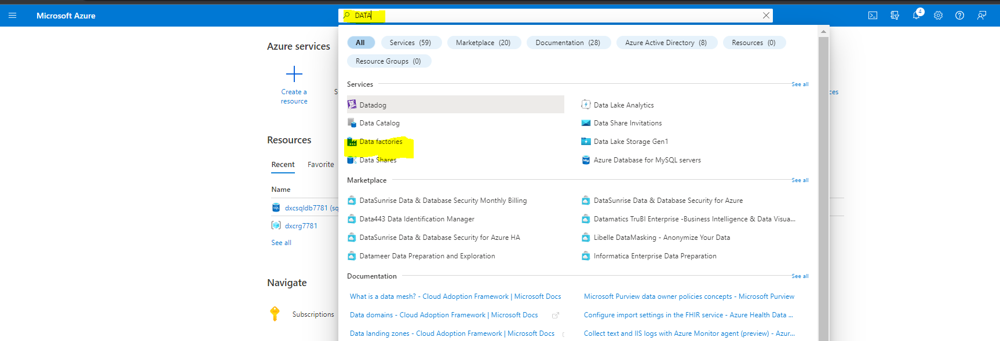 Microsoft Azure
DATA
4
All
Services (59)
Marketplace (20)
Documentation (28)
Azure Active Directory (8)
Resources (0)
Resource Groups (0)
Azure services
Create a
resource
S
ces
Services
See all
Datadog
Data Lake Analytics
Data Catalog
Data Share Invitations
Data factories
Data Lake Storage Gen1
Data Shares
Azure Database for MySQL servers
Resources
Recent
Favorite
Name
SQL
dxcsqldb7781 (sq
dxcrg7781
See all
Marketplace
See all
DataSunrise Data & Database Security Monthly Billing
DataSunrise Data & Database Security for Azure
Data443 Data Identification Manager
Datamatics TruBI Enterprise -Business Intelligence & Data Visua...
DataSunrise Data & Database Security for Azure HA
Libelle DataMasking - Anonymize Your Data
Datameer Data Preparation and Exploration
Informatica Enterprise Data Preparation
Navigate
Subscriptions
Documentation
See all
What is a data mesh? - Cloud Adoption Framework | Microsoft Docs
Microsoft Purview data owner policies concepts - Microsoft Purview
Data domains - Cloud Adoption Framework | Microsoft Docs
Configure import settings in the FHIR service - Azure Health Data ...
Data landing zones - Cloud Adoption Framework | Microsoft Docs
Collect text and IIS logs with Azure Monitor agent (preview) - Azur...